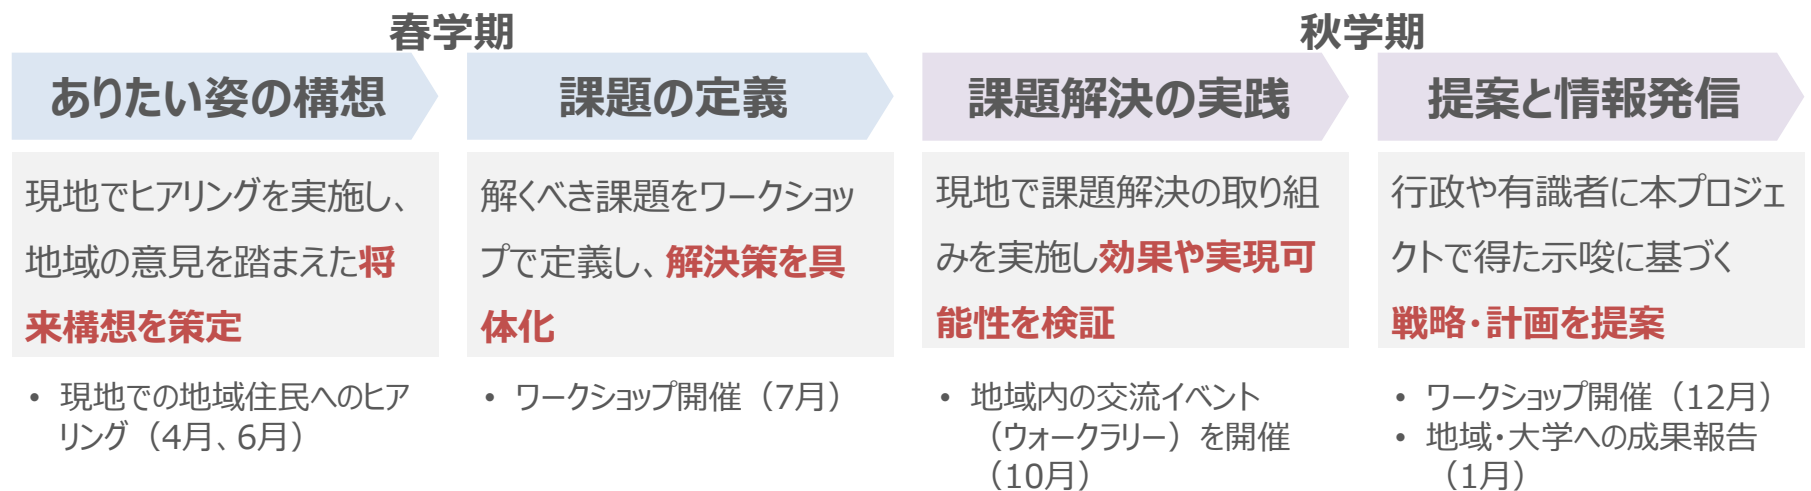 春学期
秋学期
ありたい姿の構想
課題の定義
課題解決の実践
提案と情報発信
現地でヒアリングを実施し、
地域の意見を踏まえた将
来構想を策定
解くべき課題をワークショッ
プで定義し、解決策を具
体化
現地で課題解決の取り組
みを実施し効果や実現可
能性を検証
行政や有識者に本プロジェ
クトで得た示唆に基づく
戦略・計画を提案
• 現地での地域住民へのヒア
リング（4月、6月）
• ワークショップ開催（7月）
• 地域内の交流イベント
（ウォークラリー）を開催
（10月）
• ワークショップ開催（12月）
• 地域・大学への成果報告
（1月）